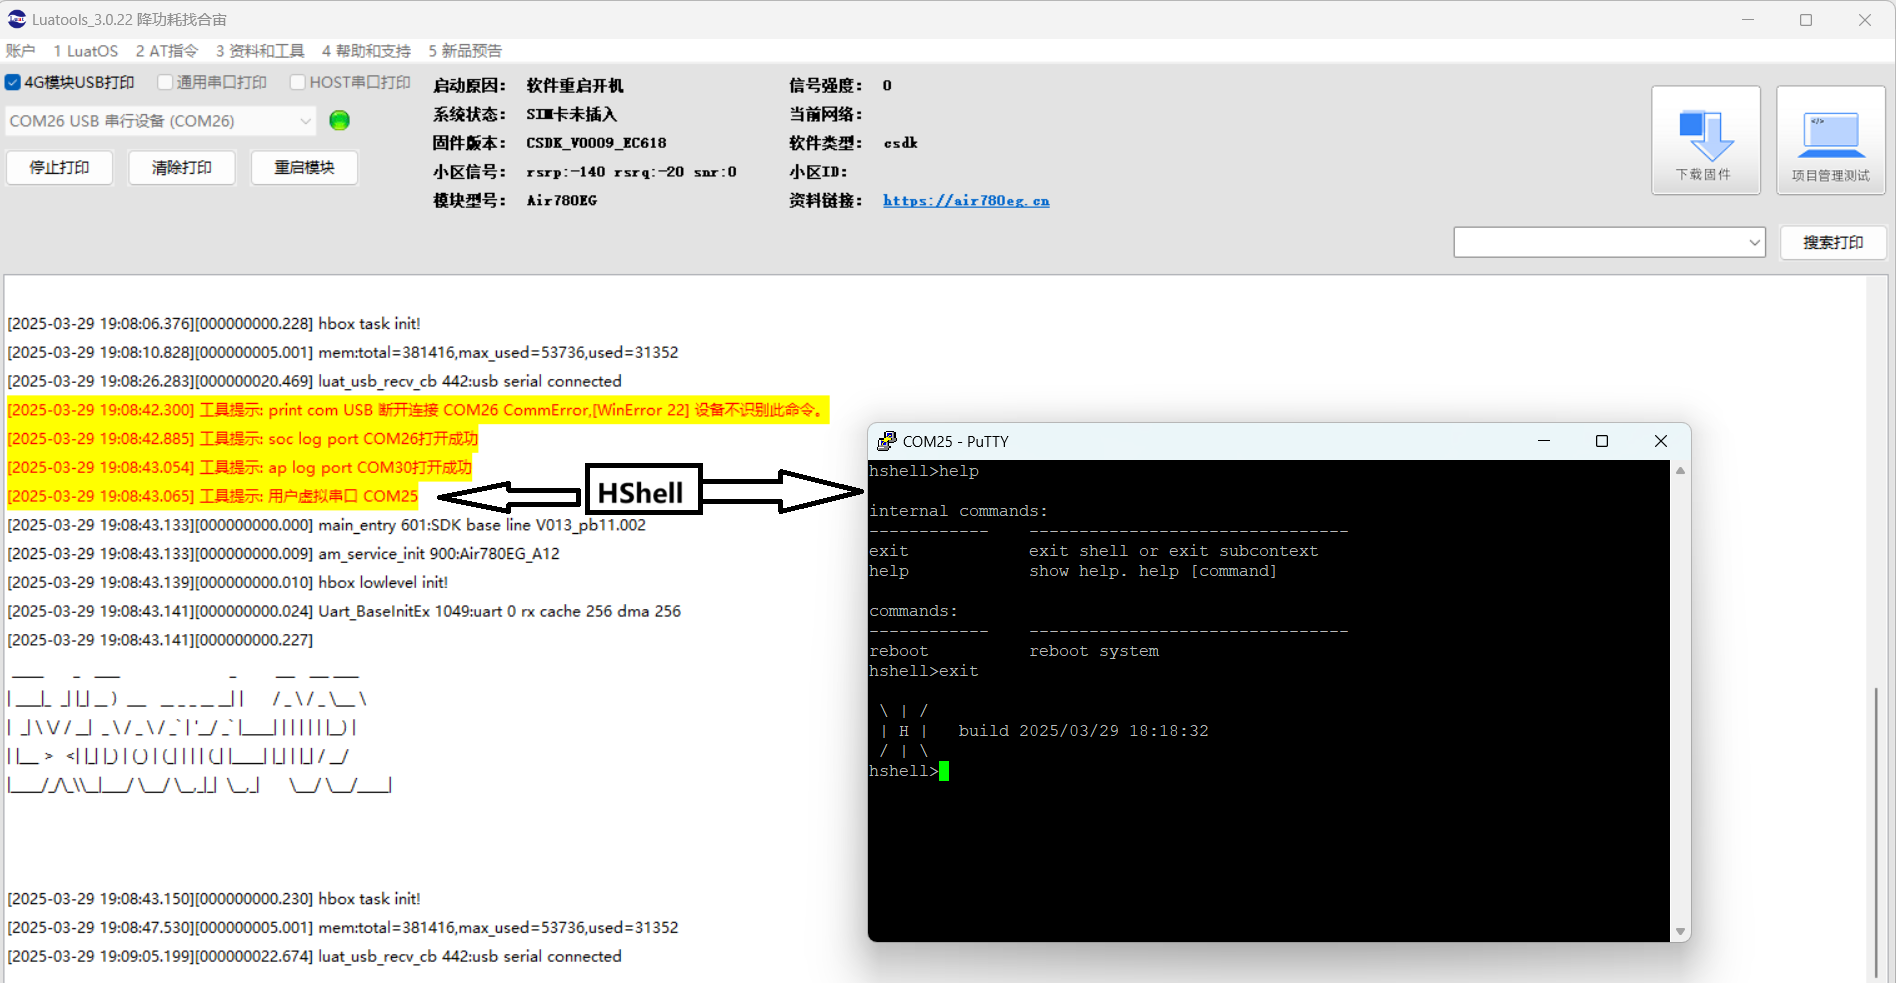 Luatools_3.0.22 降功耗找合宙
账户 1 LuatOS 2 AT指令 3 资料和工具 4 帮助和支持 5 新品预告
4G模块USB打印 通用串口打印 HOST串口打印
COM26 USB 串行设备 (COM26)
停止打印 清除打印 重启模块
启动原因: 软件重启开机 信号强度: 0
系统状态: SIM卡未插入 当前网络:
固件版本: CSDK_V0009_EC618 软件类型: csdk
小区信号: rsrp:-140 rsrq:-20 snr:0 小区ID:
模块型号: Air780EG 资料链接: https://air780eg.cn
下载固件
项目管理测试
搜索打印
[2025-03-29 19:08:06.376][000000000.228] hbox task init!
[2025-03-29 19:08:10.828][000000005.001] mem:total=381416,max_used=53736,used=31352
[2025-03-29 19:08:26.283][000000020.469] luat_usb_recv_cb 442:usb serial connected
[2025-03-29 19:08:42.300] 工具提示: print com USB 断开连接 COM26 CommError,[WinError 22] 设备不识别此命令。
[2025-03-29 19:08:42.885] 工具提示: soc log port COM26打开成功
[2025-03-29 19:08:43.054] 工具提示: ap log port COM30打开成功
[2025-03-29 19:08:43.065] 工具提示: 用户虚拟串口 COM25
[2025-03-29 19:08:43.133][000000000.000] main_entry 601:SDK base line V013_pb11.002
[2025-03-29 19:08:43.133][000000000.009] am_service_init 900:Air780EG_A12
[2025-03-29 19:08:43.139][000000000.010] hbox lowlevel init!
[2025-03-29 19:08:43.141][000000000.024] Uart_BaseInitEx 1049:uart 0 rx cache 256 dma 256
[2025-03-29 19:08:43.141][000000000.227]
[2025-03-29 19:08:43.150][000000000.230] hbox task init!
[2025-03-29 19:08:47.530][000000005.001] mem:total=381416,max_used=53736,used=31352
[2025-03-29 19:09:05.199][000000022.674] luat_usb_recv_cb 442:usb serial connected
HShell
COM25 - PuTTY
hshell>help
internal commands:
------------    --------------------------------
exit            exit shell or exit subcontext
help            show help. help [command]
commands:
------------    --------------------------------
reboot          reboot system
hshell>exit
 \ | /
 | H |   build 2025/03/29 18:18:32
 / | \
hshell>